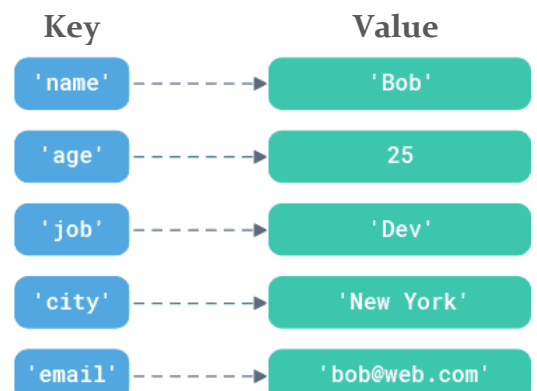 Key Value
'name' 'Bob'
'age' 25
'job' 'Dev'
'city' 'New York'
'email' 'bob@web.com'